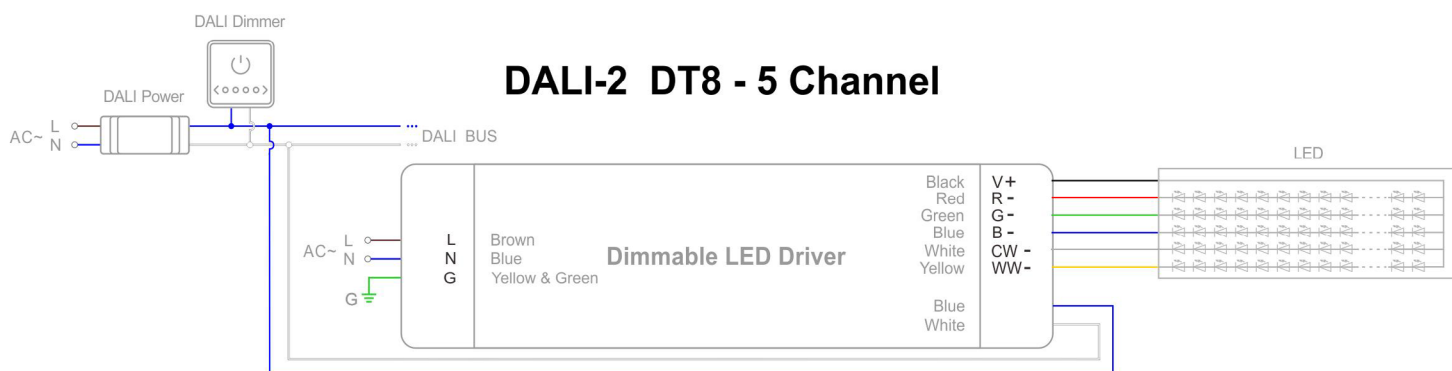 DALI Dimmer
DALI-2 DT8 - 5 Channel
DALI Power
AC~ L
N
DALI BUS
LED
Black V+
Red R-
Green G-
Blue B-
White CW -
Yellow WW-
AC~ L
N
L Brown
N Blue
G Yellow & Green
Dimmable LED Driver
G
Blue
White